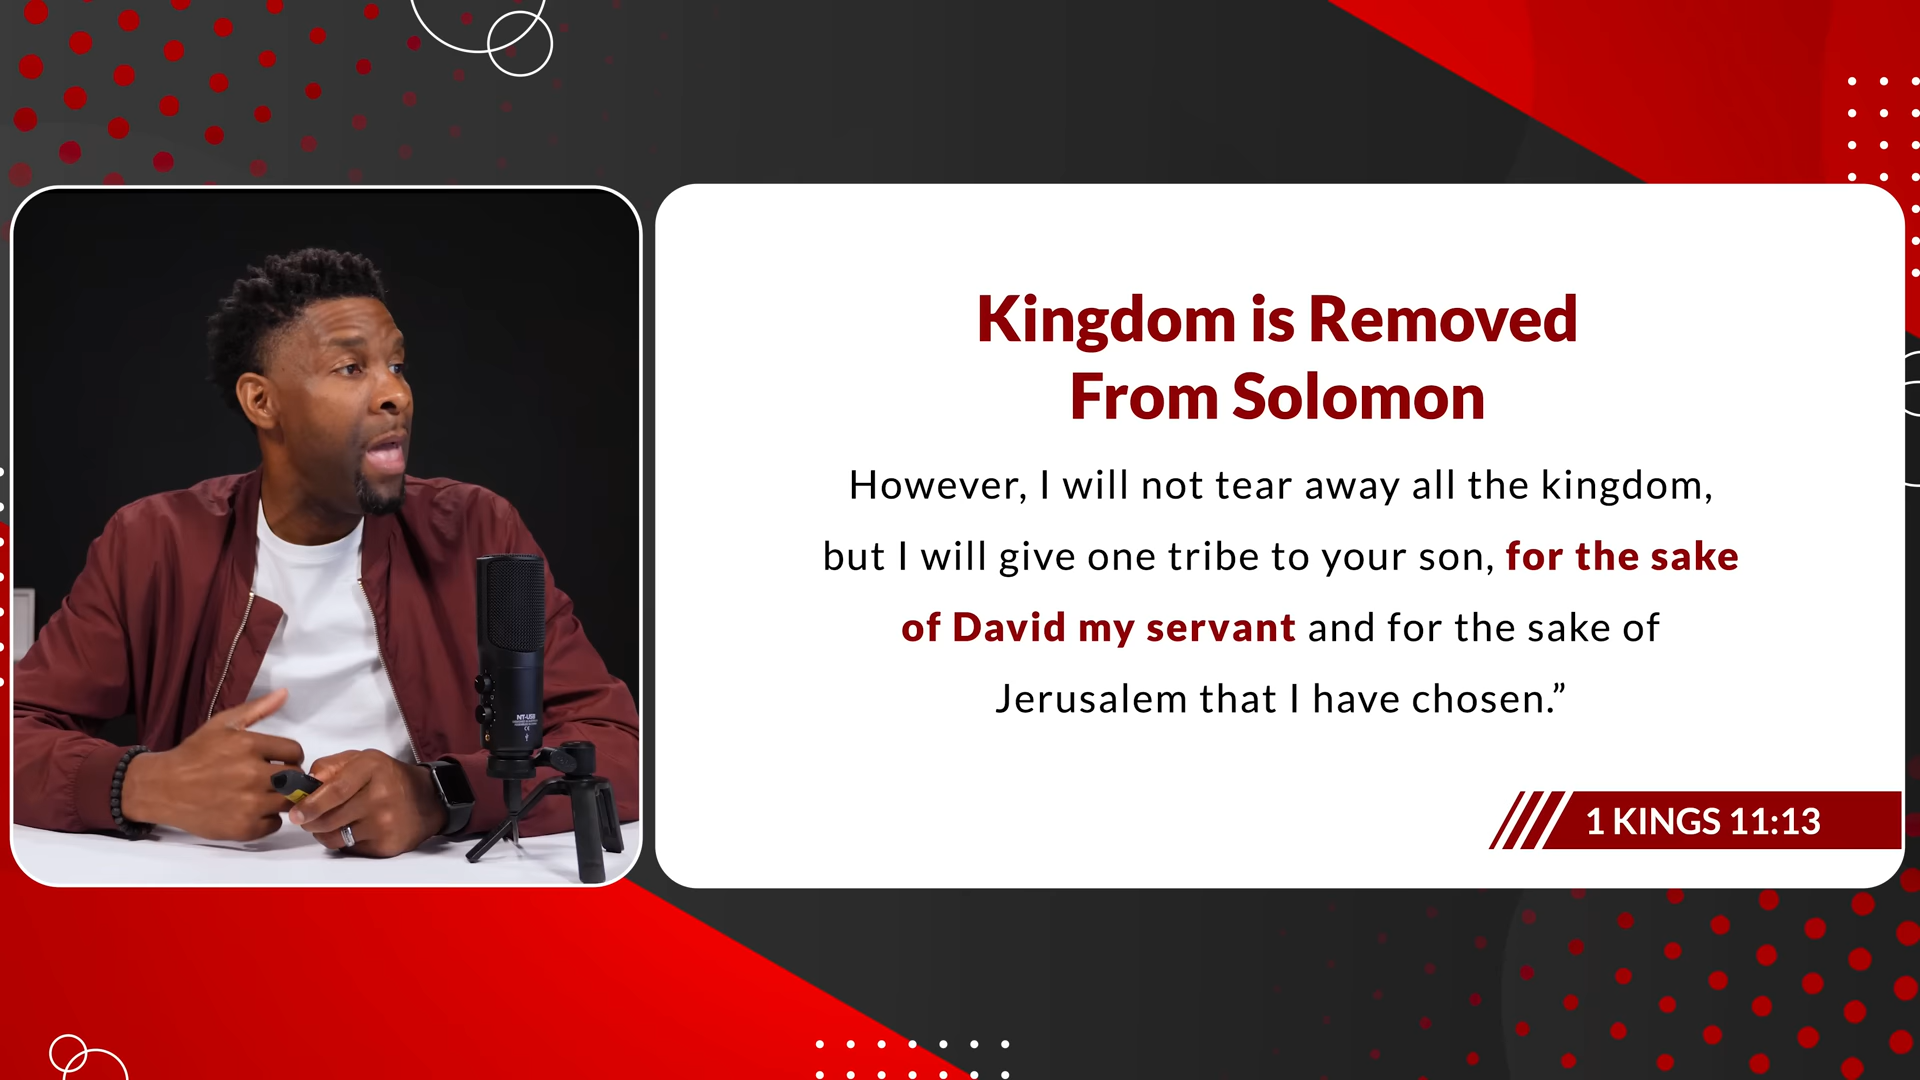 Kingdom is Removed
From Solomon
However, I will not tear away all the kingdom,
but I will give one tribe to your son, for the sake
of David my servant and for the sake of
Jerusalem that I have chosen.”
1 KINGS 11:13
NT-USB